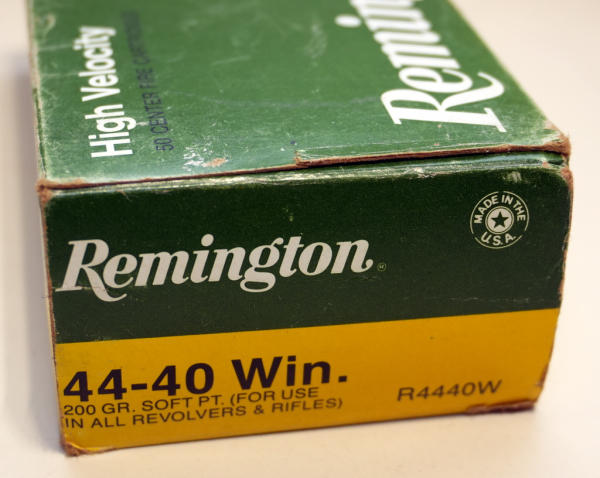 High Velocity
50 CENTER FIRE CARTRIDGES
Remin
Remington®
MADE IN THE
U.S.A.
44-40 Win.
200 GR. SOFT PT. (FOR USE
IN ALL REVOLVERS & RIFLES)
R4440W